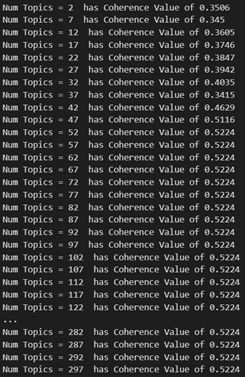 Num Topics = 2  has Coherence Value of 0.3506
Num Topics = 7  has Coherence Value of 0.345
Num Topics = 12  has Coherence Value of 0.3605
Num Topics = 17  has Coherence Value of 0.3746
Num Topics = 22  has Coherence Value of 0.3847
Num Topics = 27  has Coherence Value of 0.3942
Num Topics = 32  has Coherence Value of 0.4035
Num Topics = 37  has Coherence Value of 0.3415
Num Topics = 42  has Coherence Value of 0.4629
Num Topics = 47  has Coherence Value of 0.5116
Num Topics = 52  has Coherence Value of 0.5224
Num Topics = 57  has Coherence Value of 0.5224
Num Topics = 62  has Coherence Value of 0.5224
Num Topics = 67  has Coherence Value of 0.5224
Num Topics = 72  has Coherence Value of 0.5224
Num Topics = 77  has Coherence Value of 0.5224
Num Topics = 82  has Coherence Value of 0.5224
Num Topics = 87  has Coherence Value of 0.5224
Num Topics = 92  has Coherence Value of 0.5224
Num Topics = 97  has Coherence Value of 0.5224
Num Topics = 102  has Coherence Value of 0.5224
Num Topics = 107  has Coherence Value of 0.5224
Num Topics = 112  has Coherence Value of 0.5224
Num Topics = 117  has Coherence Value of 0.5224
Num Topics = 122  has Coherence Value of 0.5224
...
Num Topics = 282  has Coherence Value of 0.5224
Num Topics = 287  has Coherence Value of 0.5224
Num Topics = 292  has Coherence Value of 0.5224
Num Topics = 297  has Coherence Value of 0.5224